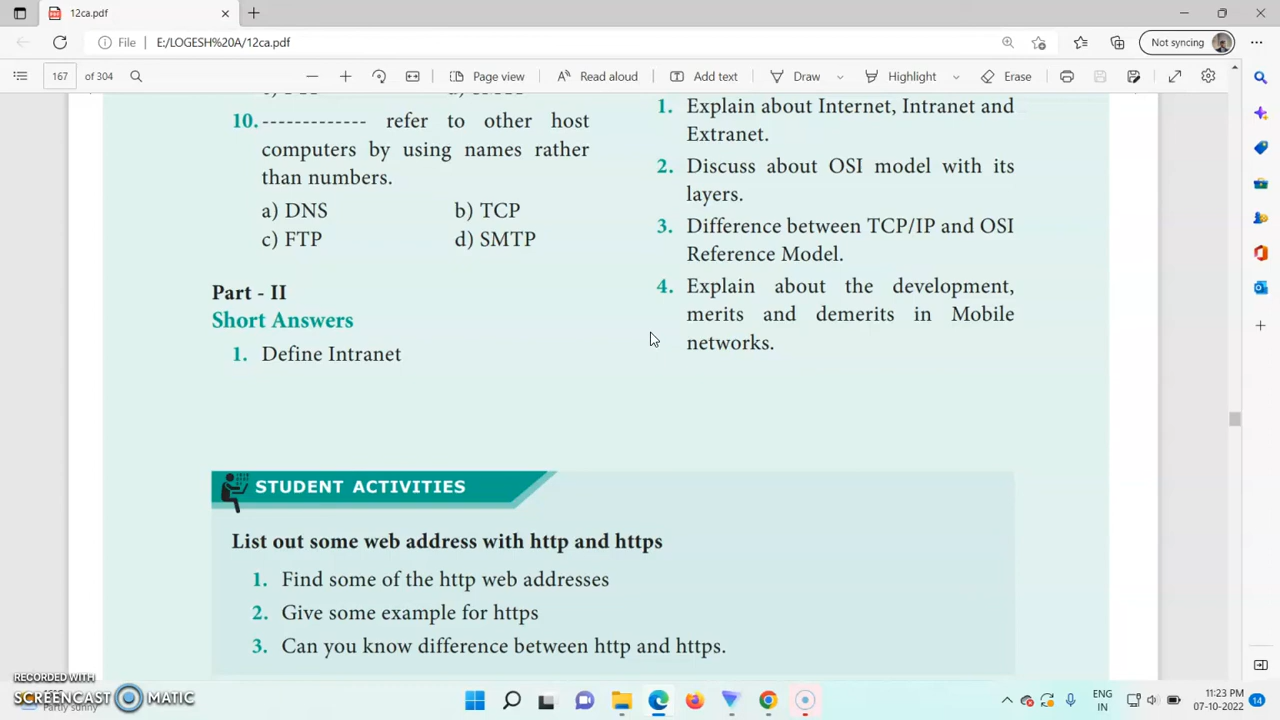 12ca.pdf
File
E:/LOGESH%20A/12ca.pdf
Not syncing
167 of 304
Page view
Read aloud
Add text
Draw
Highlight
Erase
10. ------------- refer to other host
computers by using names rather
than numbers.
a) DNS b) TCP
c) FTP d) SMTP
Part - II
Short Answers
1. Define Intranet
1. Explain about Internet, Intranet and
Extranet.
2. Discuss about OSI model with its
layers.
3. Difference between TCP/IP and OSI
Reference Model.
4. Explain about the development,
merits and demerits in Mobile
networks.
STUDENT ACTIVITIES
List out some web address with http and https
1. Find some of the http web addresses
2. Give some example for https
3. Can you know difference between http and https.
RECORDED WITH
SCREENCAST MATIC
Partly sunny
ENG
IN
11:23 PM
07-10-2022
14